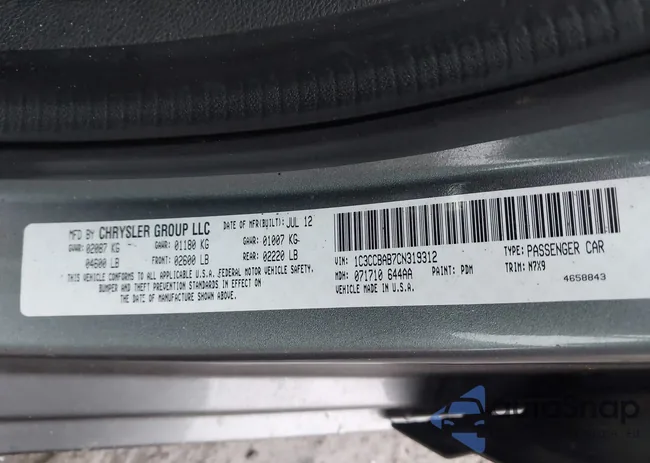 MFD BY CHRYSLER GROUP LLC DATE OF MFR(BUILT): JUL 12
GVWR: 02087 KG GAWR: 01180 KG GAWR: 01007 KG
04600 LB FRONT: 02600 LB REAR: 02220 LB
THIS VEHICLE CONFORMS TO ALL APPLICABLE U.S.A. FEDERAL MOTOR VEHICLE SAFETY,
BUMPER AND THEFT PREVENTION STANDARDS IN EFFECT ON
THE DATE OF MANUFACTURE SHOWN ABOVE.
VIN: 1C3CCBAB7CN319312 TYPE: PASSENGER CAR
MDH: 071710 644AA PAINT: PDM TRIM: N7X9
VEHICLE MADE IN U.S.A. 4658843
autoSnap